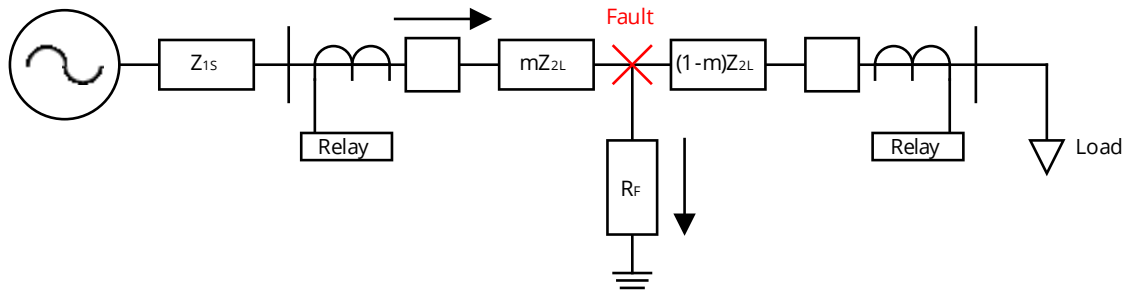 Fault
Z1S
mZ2L
(1-m)Z2L
Relay
Relay
Load
RF